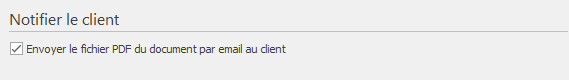 Notifier le client
Envoyer le fichier PDF du document par email au client